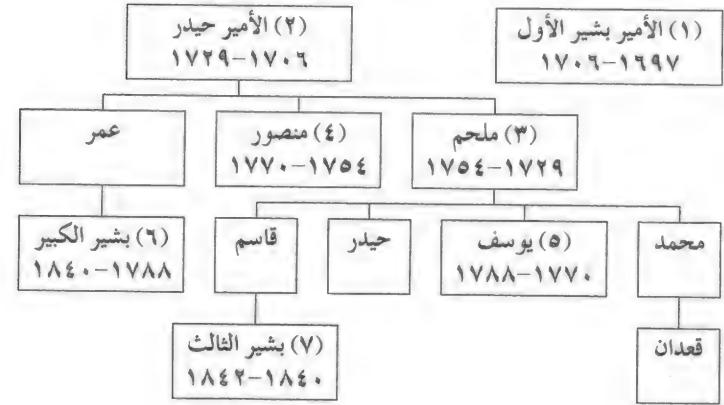 (١) الأمير بشير الأول
١٦٩٧–١٧٠٦
(٢) الأمير حيدر
١٧٠٦–١٧٢٩
(٣) ملحم
١٧٢٩–١٧٥٤
(٤) منصور
١٧٥٤–١٧٧٠
عمر
محمد
(٥) يوسف
١٧٧٠–١٧٨٨
حيدر
قاسم
(٦) بشير الكبير
١٧٨٨–١٨٤٠
قعدان
(٧) بشير الثالث
١٨٤٠–١٨٤٢